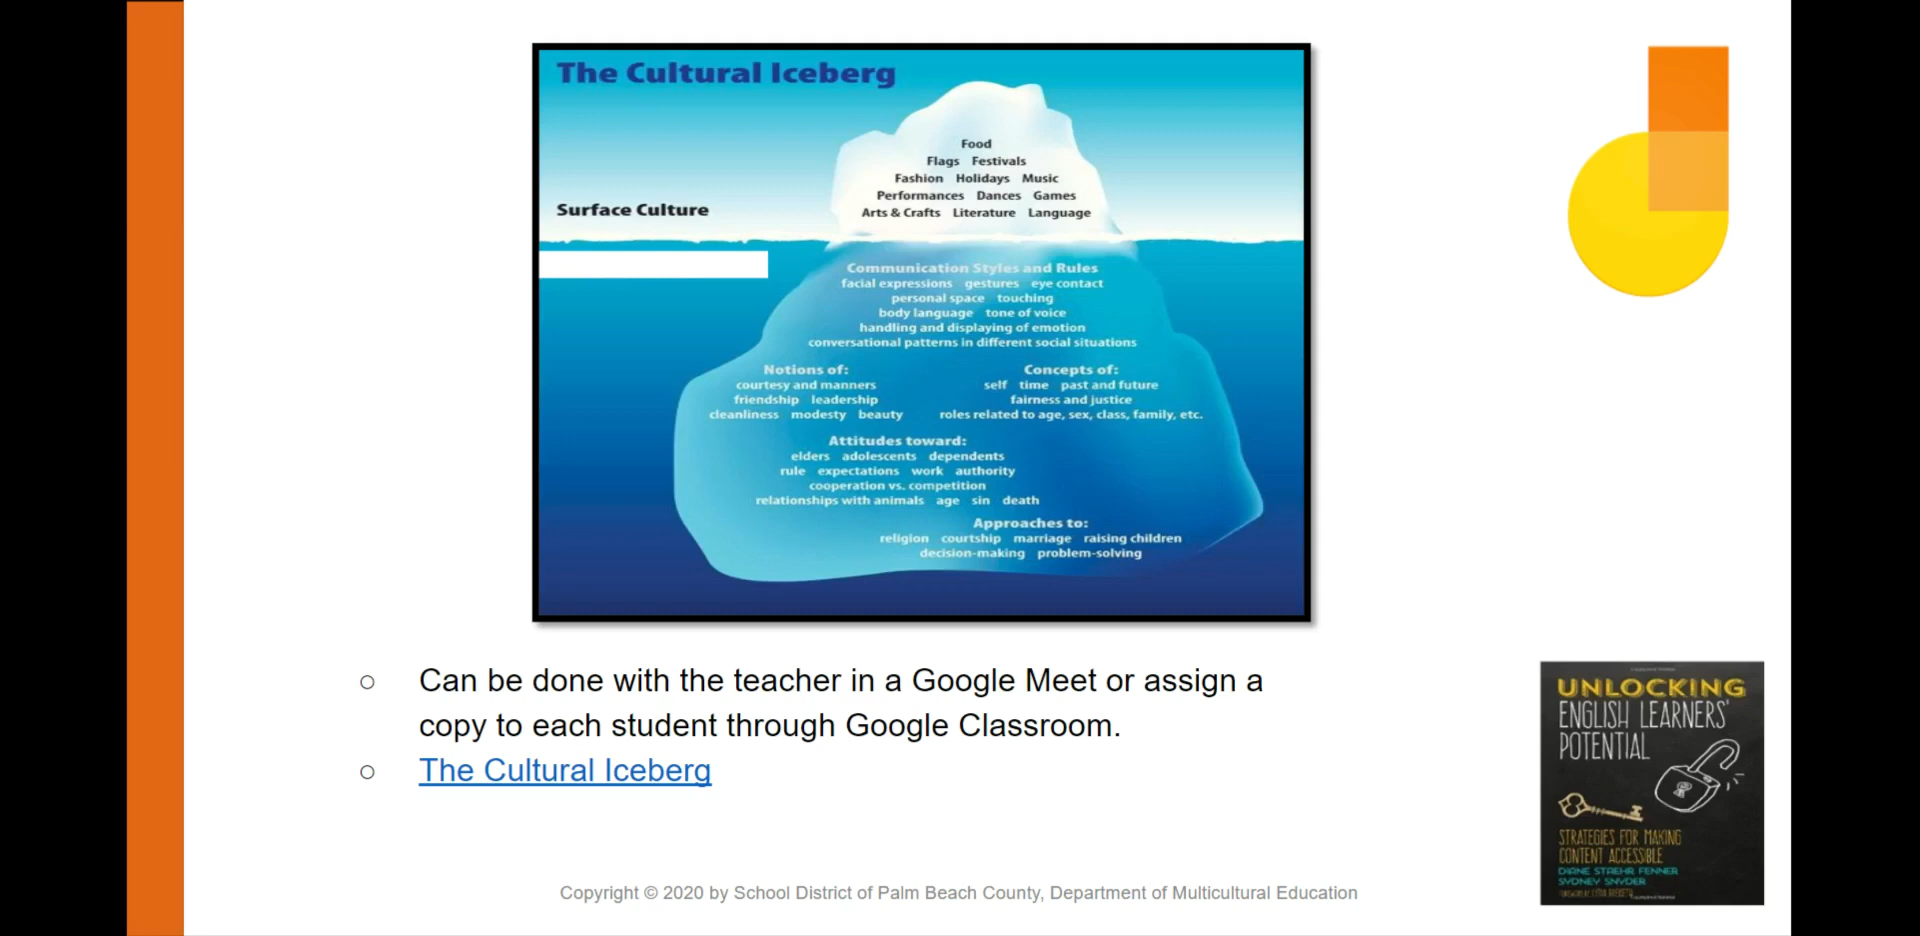 The Cultural Iceberg
Food
Flags Festivals
Fashion Holidays Music
Performances Dances Games
Surface Culture
Arts & Crafts Literature Language
Communication Styles and Rules
facial expressions gestures eye contact
personal space touching
body language tone of voice
handling and displaying of emotion
conversational patterns in different social situations
Notions of:
courtesy and manners
friendship leadership
cleanliness modesty beauty
Concepts of:
self time past and future
fairness and justice
roles related to age, sex, class, family, etc.
Attitudes toward:
elders adolescents dependents
rule expectations work authority
cooperation vs. competition
relationships with animals age sin death
Approaches to:
religion courtship marriage raising children
decision-making problem-solving
○ Can be done with the teacher in a Google Meet or assign a
copy to each student through Google Classroom.
○ The Cultural Iceberg
UNLOCKING
ENGLISH LEARNERS'
POTENTIAL
STRATEGIES FOR MAKING
CONTENT ACCESSIBLE
DIANE STAEHR FENNER
SYDNEY SNYDER
Copyright © 2020 by School District of Palm Beach County, Department of Multicultural Education